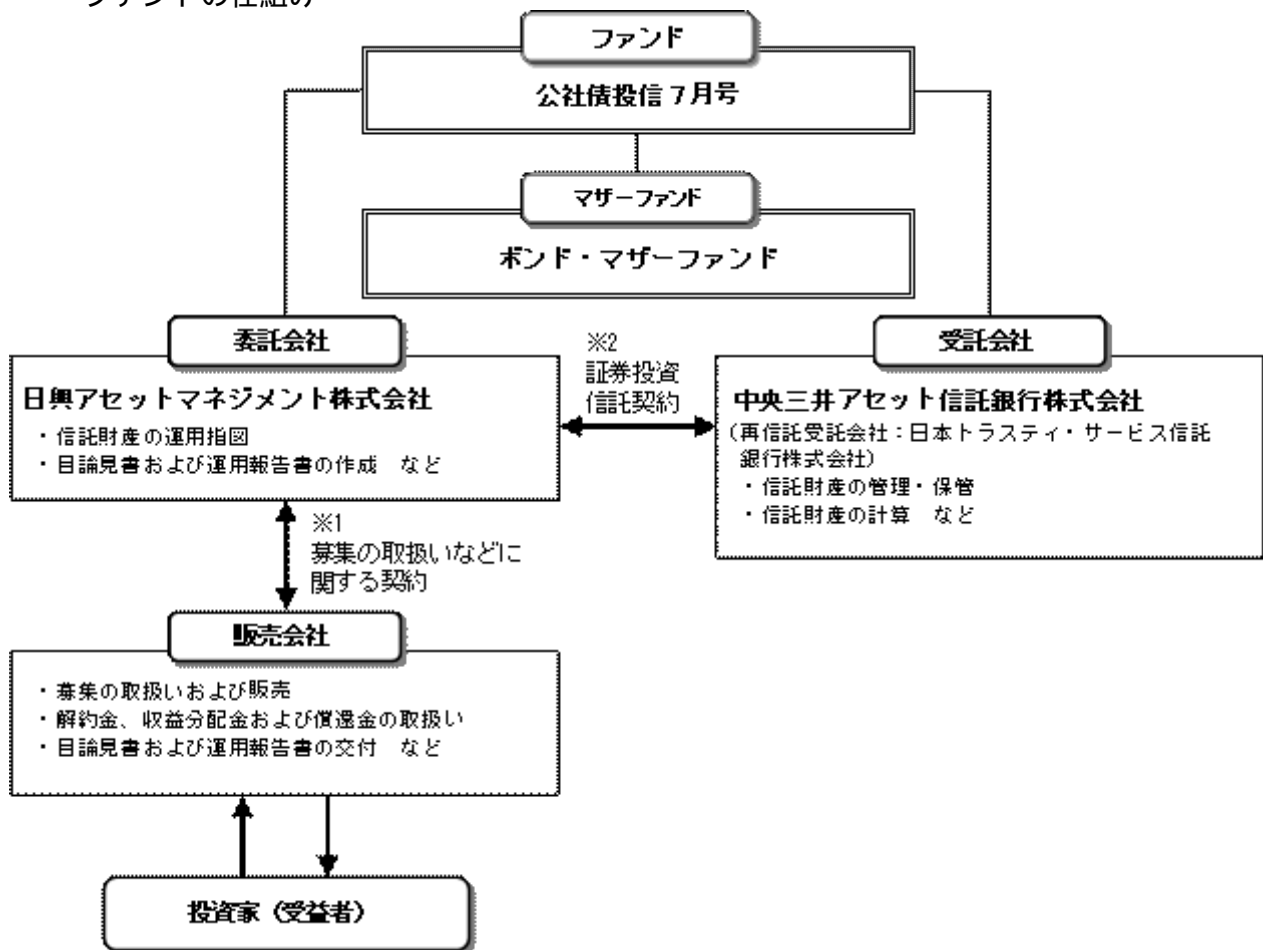 ファンドの仕組み
ファンド
公社債投信7月号
マザーファンド
ボンド・マザーファンド
委託会社
日興アセットマネジメント株式会社
・信託財産の運用指図
・目論見書および運用報告書の作成 など
※2
証券投資
信託契約
受託会社
中央三井アセット信託銀行株式会社
(再信託受託会社:日本トラスティ・サービス信託
銀行株式会社)
・信託財産の管理・保管
・信託財産の計算 など
※1
募集の取扱いなどに
関する契約
販売会社
・募集の取扱いおよび販売
・解約金、収益分配金および償還金の取扱い
・目論見書および運用報告書の交付 など
投資家(受益者)